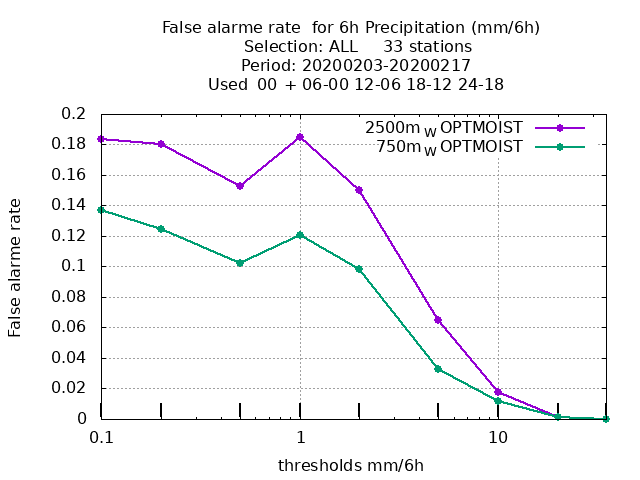 False alarme rate  for 6h Precipitation (mm/6h)
Selection: ALL     33 stations
Period: 20200203-20200217
Used  00  + 06-00 12-06 18-12 24-18
2500m W OPTMOIST
750m W OPTMOIST
0.2
0.18
0.16
0.14
0.12
0.1
0.08
0.06
0.04
0.02
0
False alarme rate
0.1
1
10
thresholds mm/6h